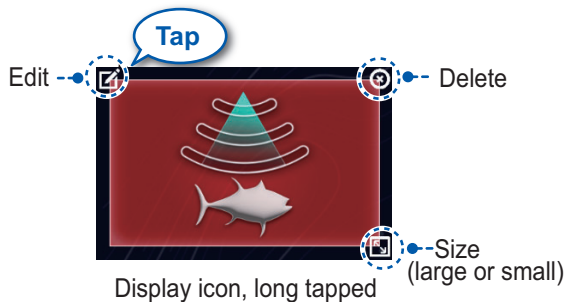 Tap
Edit
Delete
Size
(large or small)
Display icon, long tapped